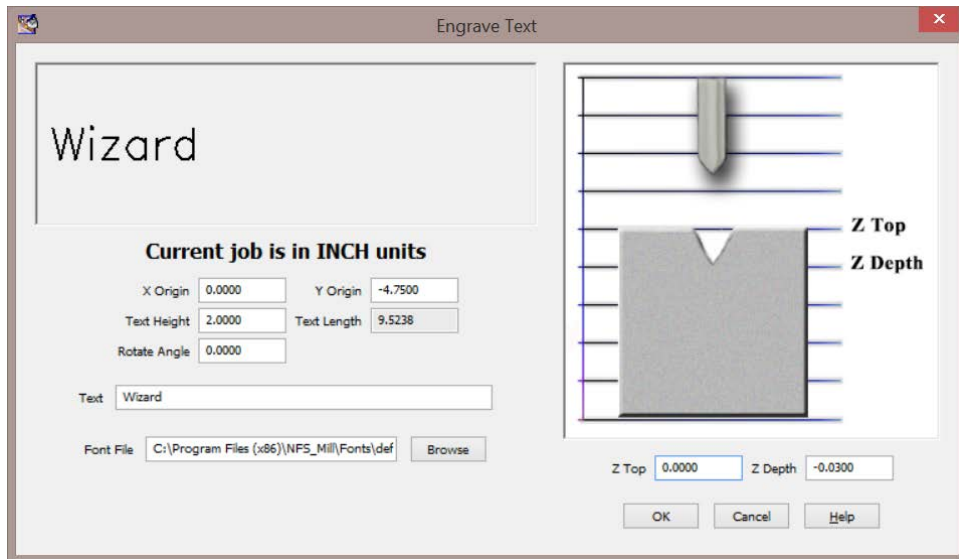 Engrave Text
Wizard
Current job is in INCH units
X Origin 0.0000 Y Origin -4.7500
Text Height 2.0000 Text Length 9.5238
Rotate Angle 0.0000
Text Wizard
Font File C:\Program Files (x86)\NFS_Mill\Fonts\def Browse
Z Top
Z Depth
Z Top 0.0000 Z Depth -0.0300
OK Cancel Help